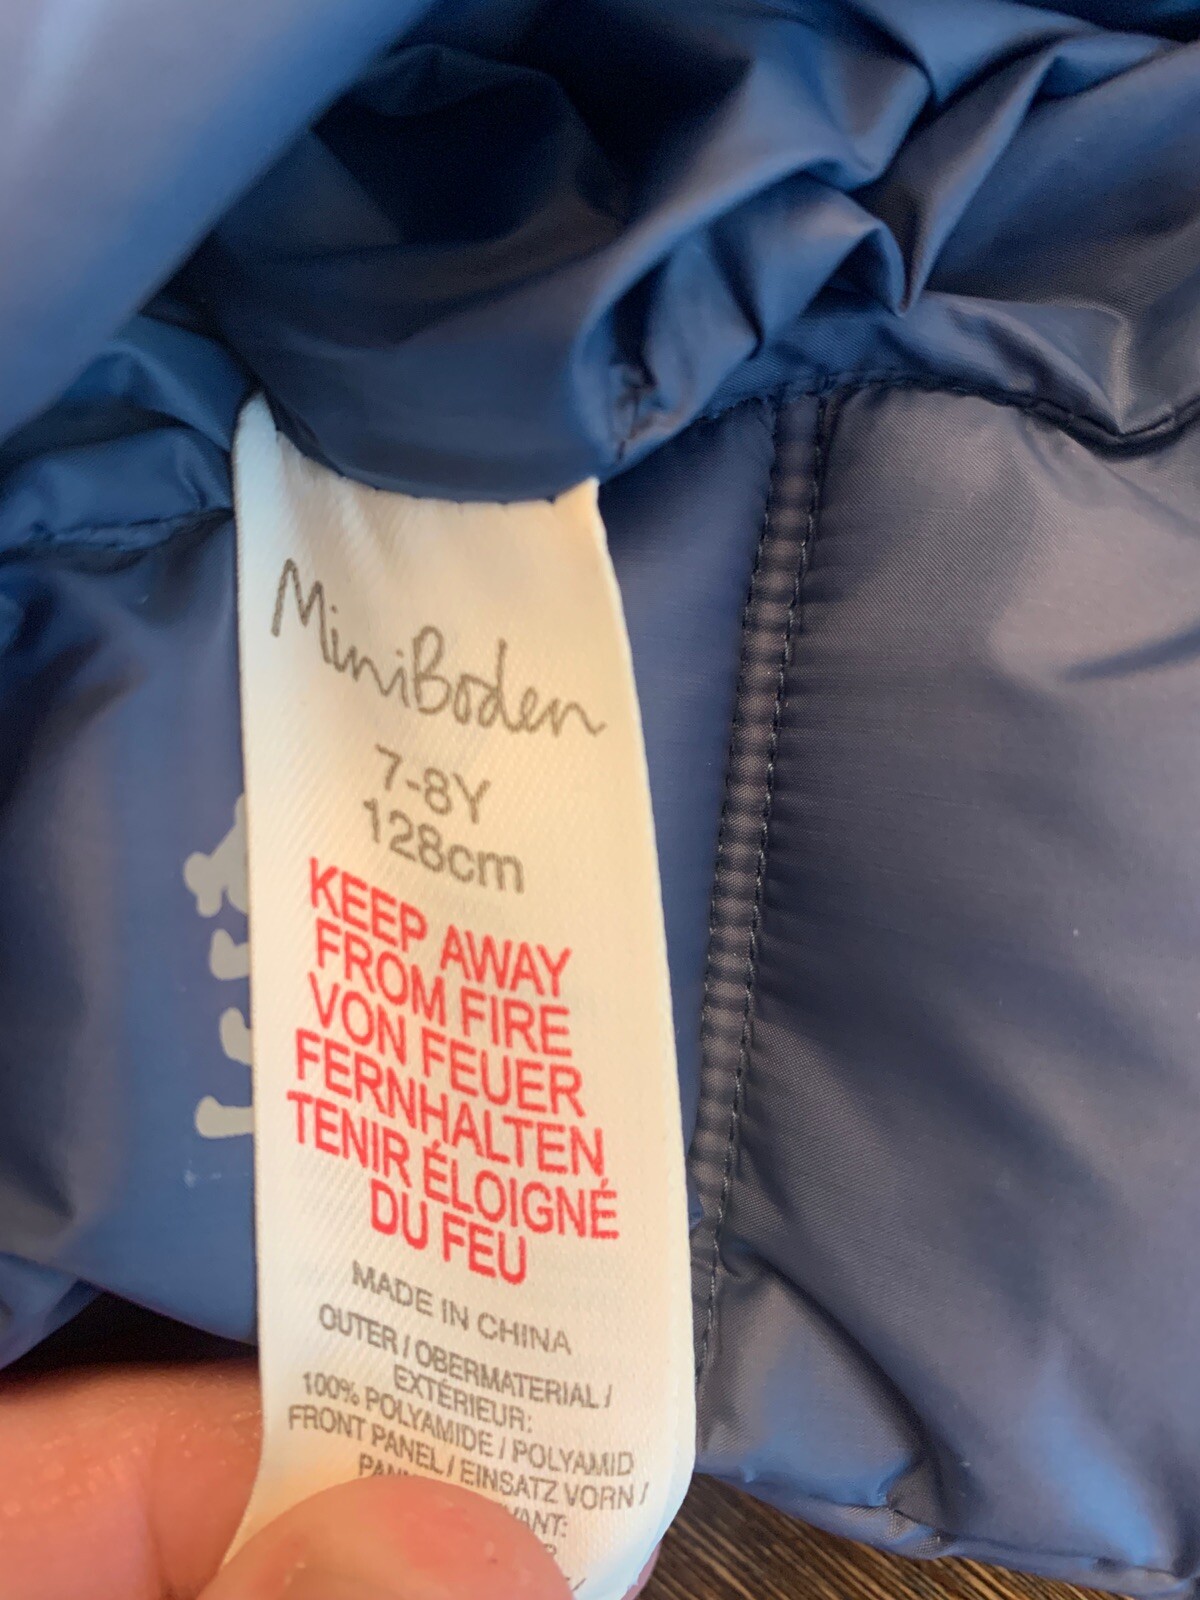 MiniBoden
7-8Y
128cm
KEEP AWAY
FROM FIRE
VON FEUER
FERNHALTEN
TENIR ÉLOIGNÉ
DU FEU
MADE IN CHINA
OUTER / OBERMATERIAL /
EXTÉRIEUR:
100% POLYAMIDE / POLYAMID
FRONT PANEL / EINSATZ VORN /